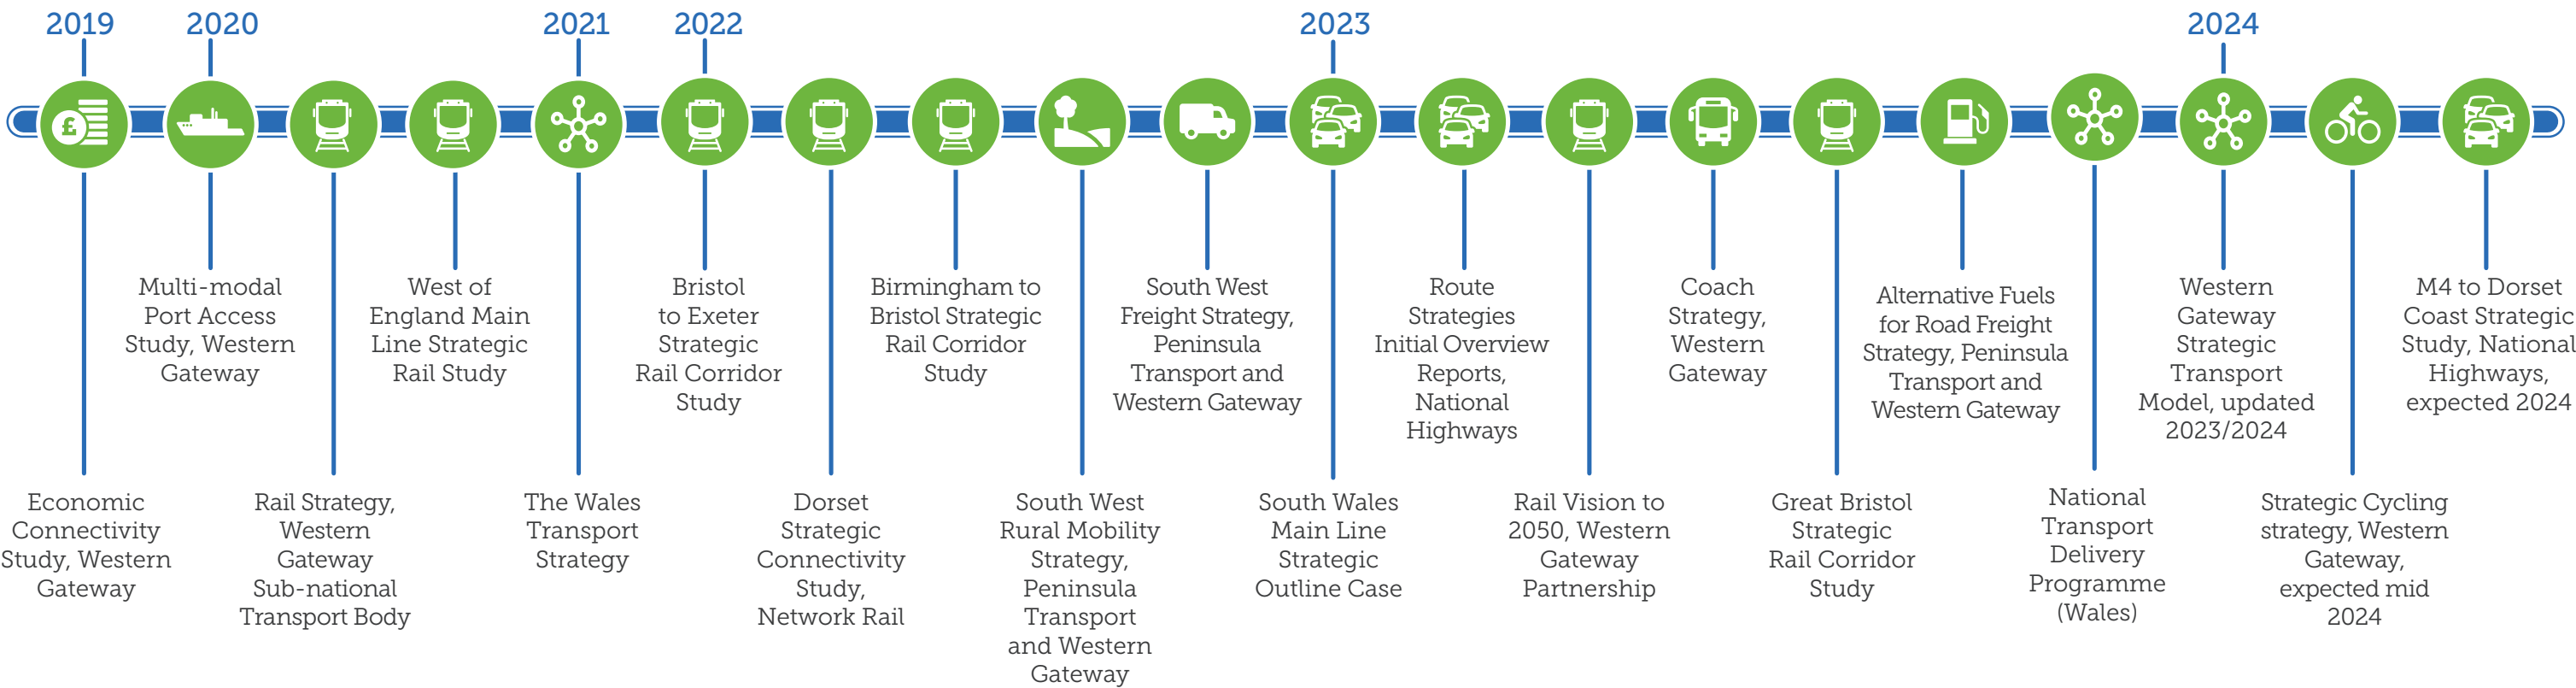 2019
2020
2021
2022
2023
2024
£
Economic
Connectivity
Study, Western
Gateway
Multi-modal
Port Access
Study, Western
Gateway
Rail Strategy,
Western
Gateway
Sub-national
Transport Body
West of
England Main
Line Strategic
Rail Study
The Wales
Transport
Strategy
Bristol
to Exeter
Strategic
Rail Corridor
Study
Dorset
Strategic
Connectivity
Study,
Network Rail
Birmingham to
Bristol Strategic
Rail Corridor
Study
South West
Rural Mobility
Strategy,
Peninsula
Transport
and Western
Gateway
South West
Freight Strategy,
Peninsula
Transport and
Western Gateway
South Wales
Main Line
Strategic
Outline Case
Route
Strategies
Initial Overview
Reports,
National
Highways
Rail Vision to
2050, Western
Gateway
Partnership
Coach
Strategy,
Western
Gateway
Great Bristol
Strategic
Rail Corridor
Study
Alternative Fuels
for Road Freight
Strategy, Peninsula
Transport and
Western Gateway
National
Transport
Delivery
Programme
(Wales)
Western
Gateway
Strategic
Transport
Model, updated
2023/2024
Strategic Cycling
strategy, Western
Gateway,
expected mid
2024
M4 to Dorset
Coast Strategic
Study, National
Highways,
expected 2024